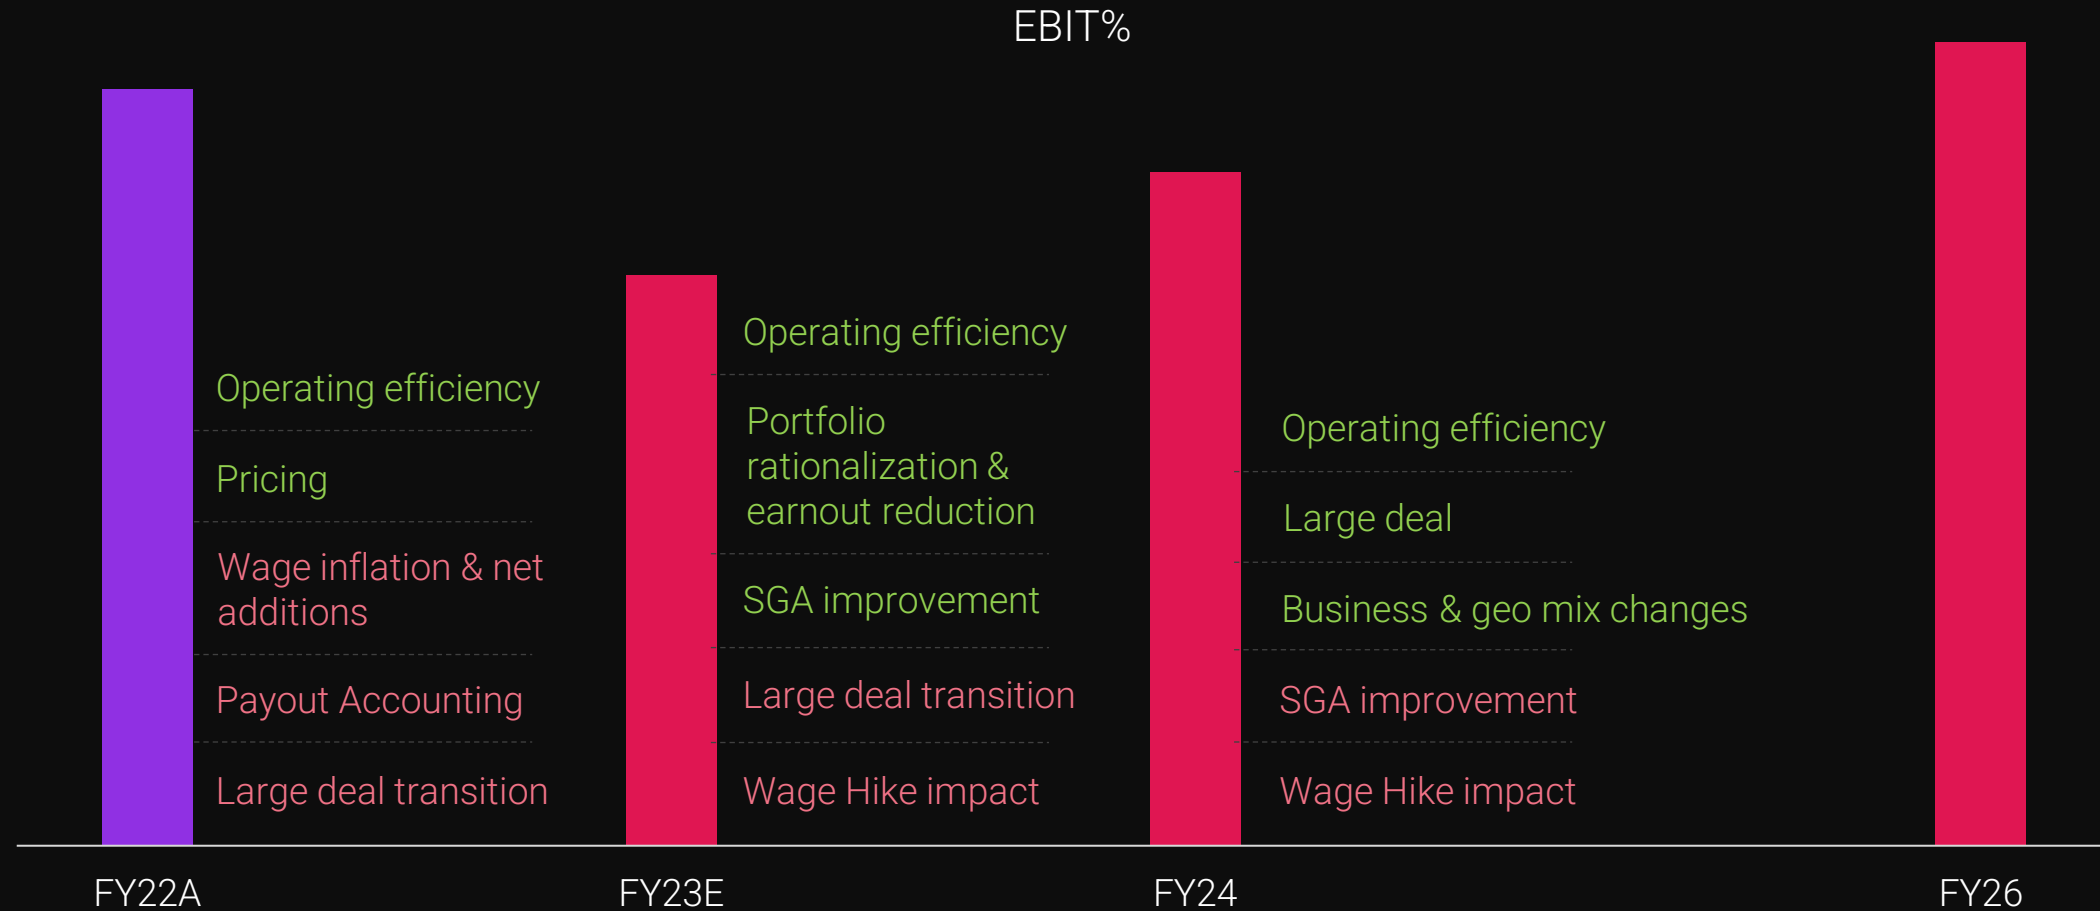 EBIT%
Operating efficiency
Pricing
Wage inflation & net
additions
Payout Accounting
Large deal transition
Operating efficiency
Portfolio
rationalization &
earnout reduction
SGA improvement
Large deal transition
Wage Hike impact
Operating efficiency
Large deal
Business & geo mix changes
SGA improvement
Wage Hike impact
FY22A
FY23E
FY24
FY26